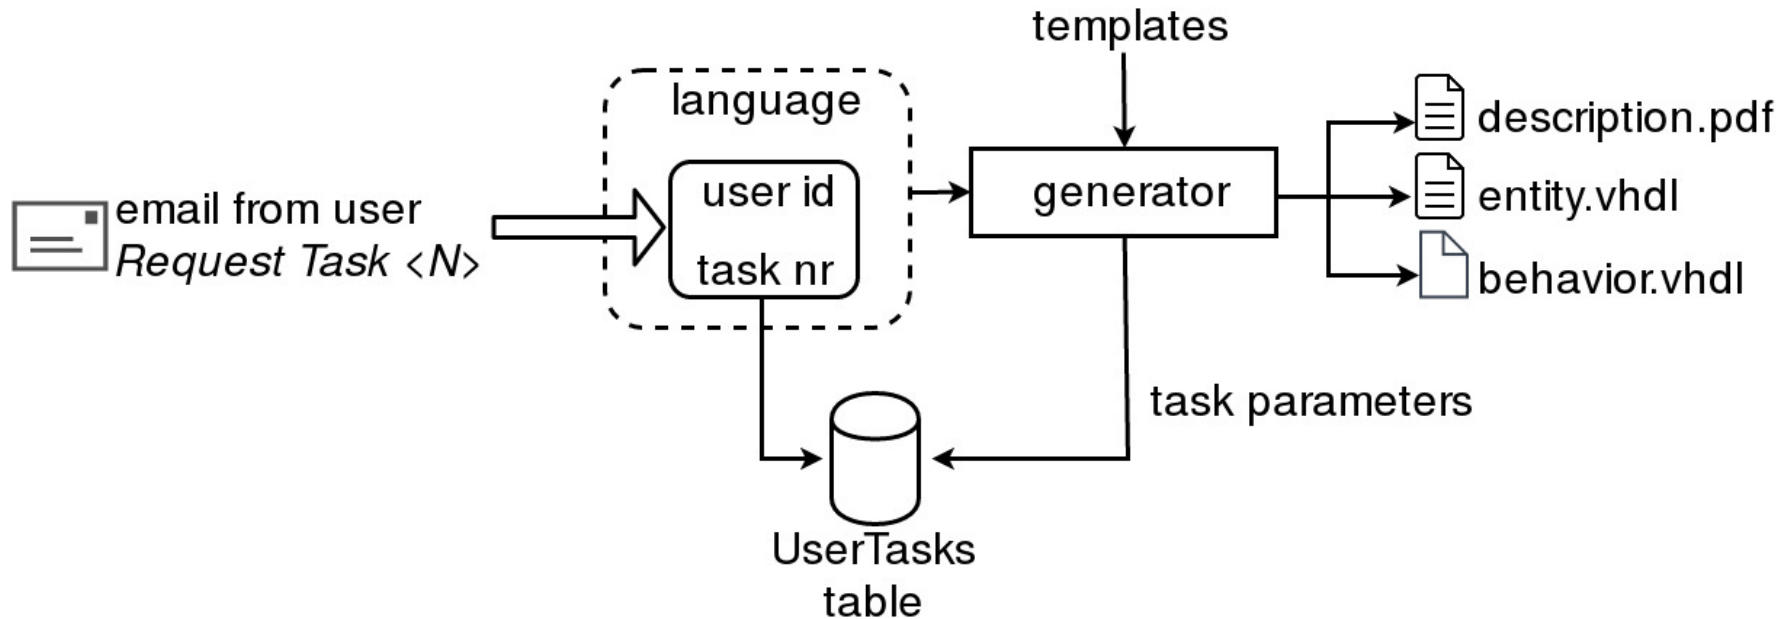 templates
language
description.pdf
user id
generator
entity.vhdl
email from user
Request Task <N>
task nr
behavior.vhdl
task parameters
UserTasks
table